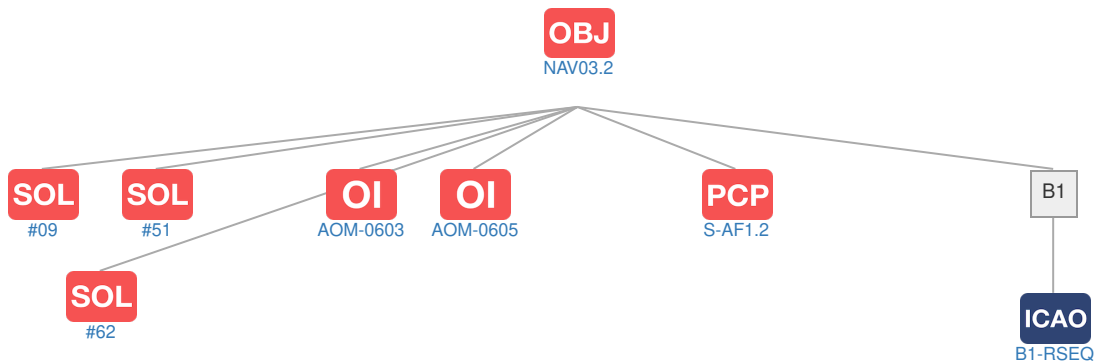 OBJ
NAV03.2
SOL
#09
SOL
#51
OI
AOM-0603
OI
AOM-0605
PCP
S-AF1.2
B1
SOL
#62
ICAO
B1-RSEQ